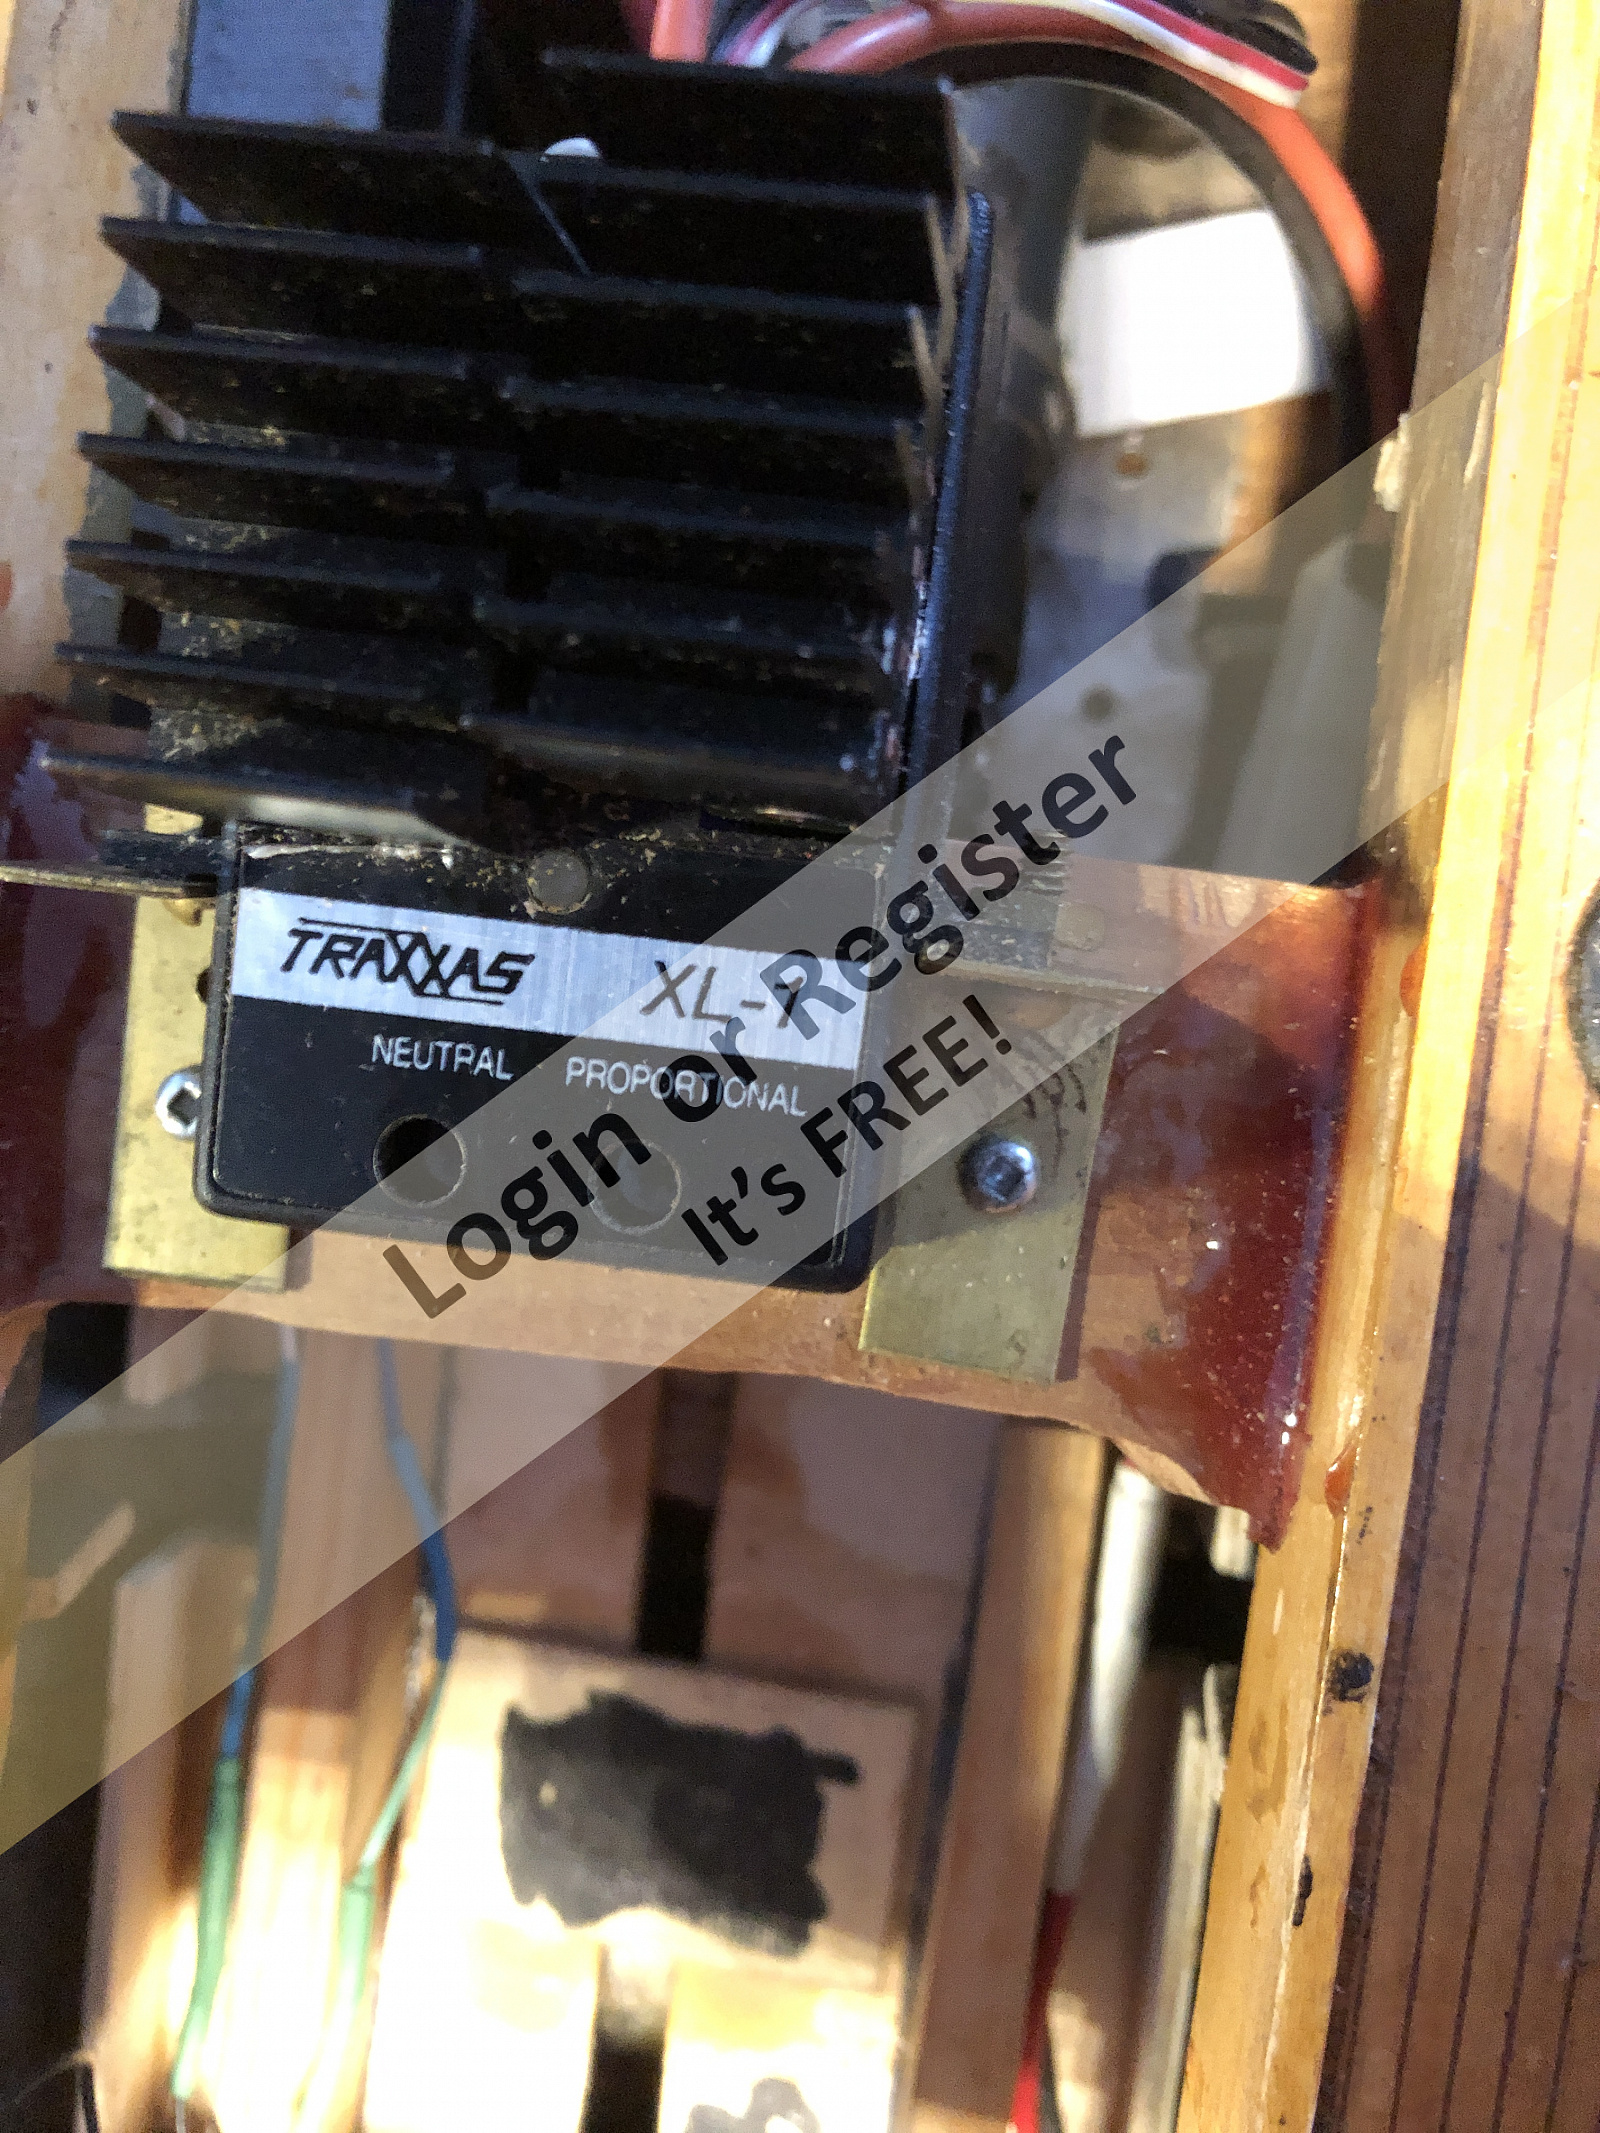 TRAXXAS XL-1
NEUTRAL PROPORTIONAL
Login or Register
It's FREE!